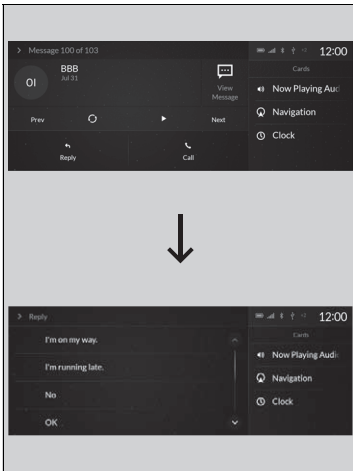 Message 100 of 103
12:00
OI
BBB
Jul 31
View
Message
Cards
Now Playing Aud
Navigation
Clock
Prev
Next
Reply
Call
Reply
12:00
I'm on my way.
I'm running late.
No
OK
Cards
Now Playing Audi
Navigation
Clock